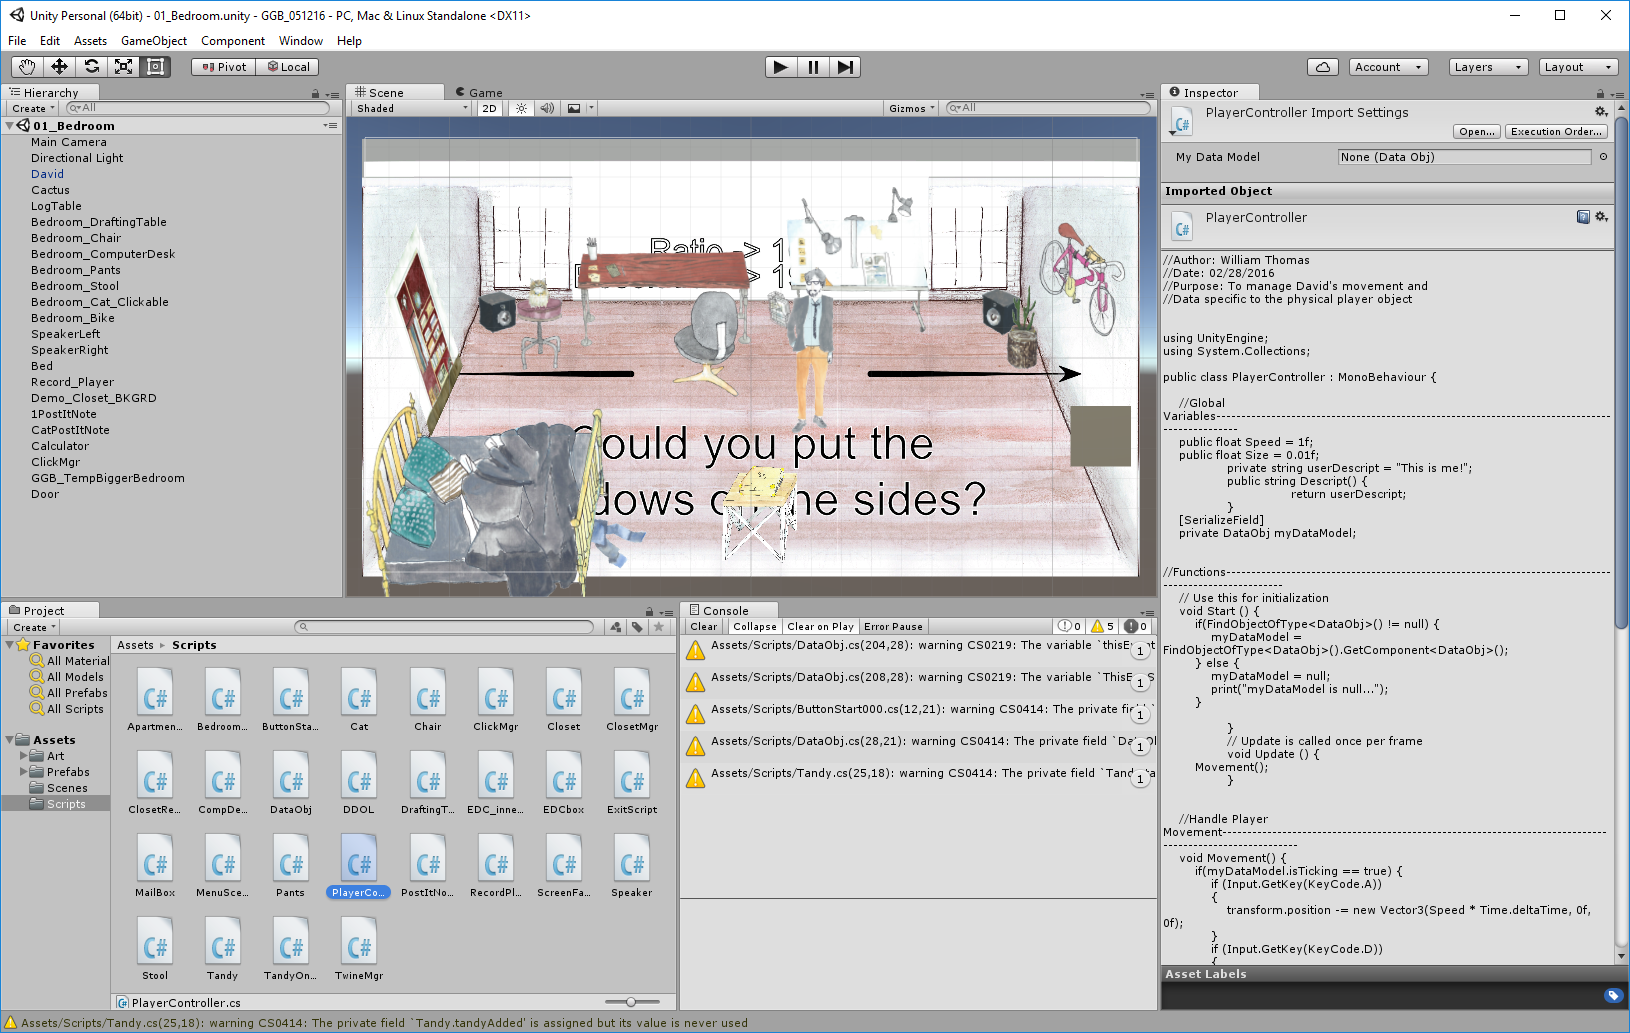 Unity Personal (64bit) - 01_Bedroom.unity - GGB_051216 - PC, Mac & Linux Standalone <DX11>
File Edit Assets GameObject Component Window Help
Pivot Local
Account Layers Layout
Hierarchy
Create All
01_Bedroom
Main Camera
Directional Light
David
Cactus
LogTable
Bedroom_DraftingTable
Bedroom_Chair
Bedroom_ComputerDesk
Bedroom_Pants
Bedroom_Stool
Bedroom_Cat_Clickable
Bedroom_Bike
SpeakerLeft
SpeakerRight
Bed
Record_Player
Demo_Closet_BKGRD
1PostItNote
CatPostItNote
Calculator
ClickMgr
GGB_TempBiggerBedroom
Door
Scene Game
Shaded 2D Gizmos All
Ratio -> 1
> 1
Could you put the
dows on the sides?
Inspector
PlayerController Import Settings
Open... Execution Order...
My Data Model None (Data Obj)
Imported Object
PlayerController
//Author: William Thomas
//Date: 02/28/2016
//Purpose: To manage David's movement and
//Data specific to the physical player object
using UnityEngine;
using System.Collections;
public class PlayerController : MonoBehaviour {
//Global
Variables------------------------------------------------------------------------
---------------
public float Speed = 1f;
public float Size = 0.01f;
private string userDescript = "This is me!";
public string Descript() {
return userDescript;
}
[SerializeField]
private DataObj myDataModel;
//Functions----------------------------------------------------------------------
------------------------
// Use this for initialization
void Start () {
if(FindObjectOfType<DataObj>() != null) {
myDataModel =
FindObjectOfType<DataObj>().GetComponent<DataObj>();
} else {
myDataModel = null;
print("myDataModel is null...");
}
}
// Update is called once per frame
void Update () {
Movement();
}
//Handle Player
Movement----------------------------------------------------------------------
---------------------------
void Movement() {
if(myDataModel.isTicking == true) {
if (Input.GetKey(KeyCode.A))
{
transform.position -= new Vector3(Speed * Time.deltaTime, 0f,
0f);
}
if (Input.GetKey(KeyCode.D))
{
Asset Labels
Project
Create
Favorites
All Material
All Models
All Prefabs
All Scripts
Assets
Art
Prefabs
Scenes
Scripts
Assets Scripts
Apartmen... Bedroom... ButtonSta... Cat Chair ClickMgr Closet ClosetMgr
ClosetRe... CompDe... DataObj DDOL DraftingT... EDC_inne... EDCbox ExitScript
MailBox MenuSce... Pants PlayerCo... PostItNo... RecordPl... ScreenFa... Speaker
Stool Tandy TandyOn... TwineMgr
PlayerController.cs
Console
Clear Collapse Clear on Play Error Pause 0 5 0
Assets/Scripts/DataObj.cs(204,28): warning CS0219: The variable `thisE 1
Assets/Scripts/DataObj.cs(208,28): warning CS0219: The variable `ThisE 1
Assets/Scripts/ButtonStart000.cs(12,21): warning CS0414: The private field ` 1
Assets/Scripts/DataObj.cs(28,21): warning CS0414: The private field `DataObj 1
Assets/Scripts/Tandy.cs(25,18): warning CS0414: The private field `Tandy.ta 1
Assets/Scripts/Tandy.cs(25,18): warning CS0414: The private field `Tandy.tandyAdded' is assigned but its value is never used